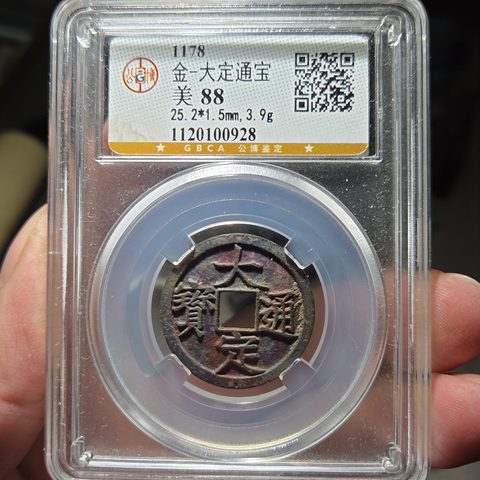 1178
金-大定通宝
美 88
25.2*1.5mm,3.9g
1120100928
★ GBCA 公博鉴定 ★
大定通寳